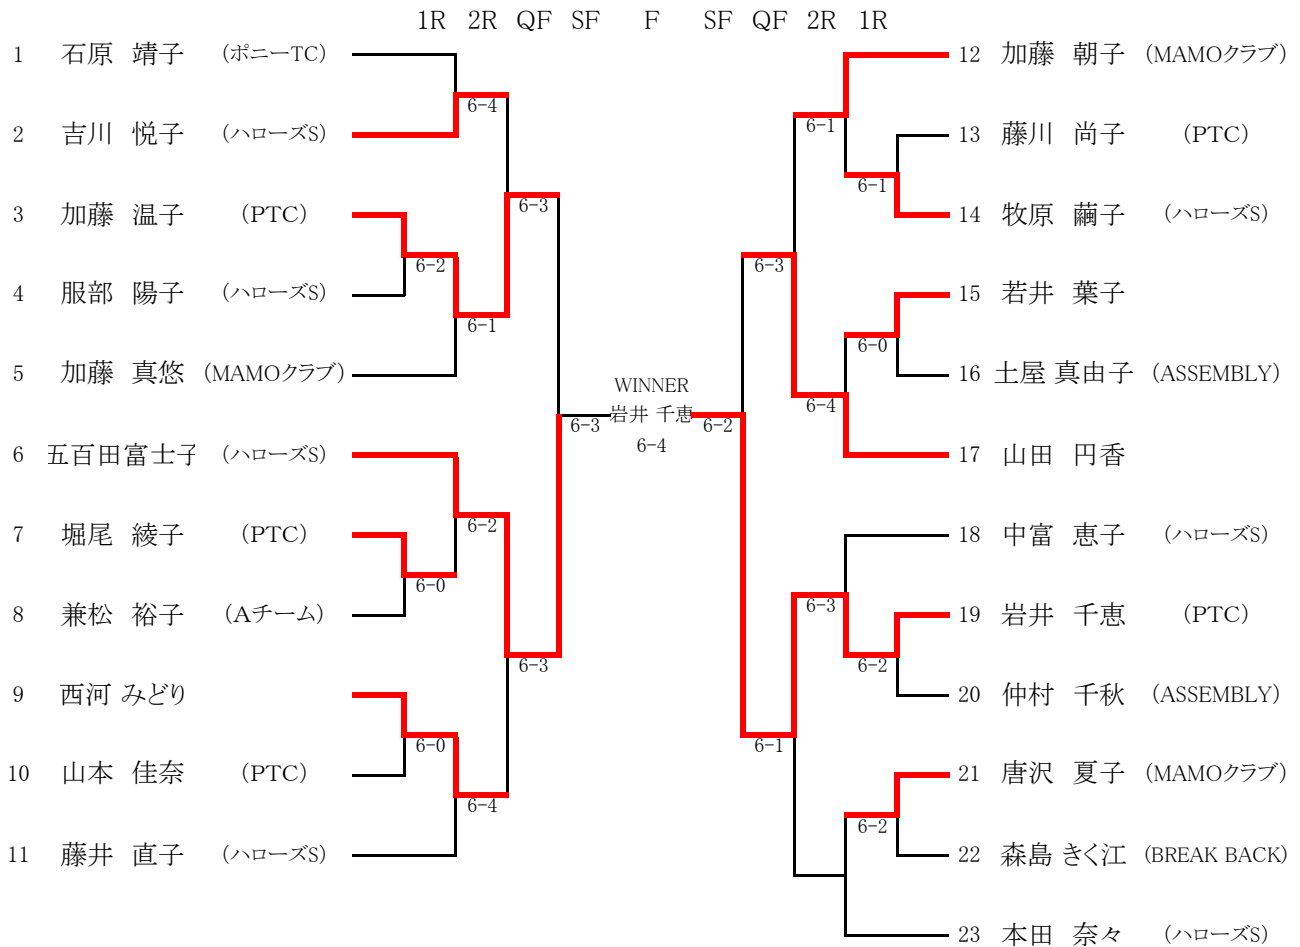 1R 2R QF SF F SF QF 2R 1R
1 石原 靖子 (ポニーTC)
2 吉川 悦子 (ハローズS)
3 加藤 温子 (PTC)
4 服部 陽子 (ハローズS)
5 加藤 真悠 (MAMOクラブ)
6 五百田富士子 (ハローズS)
7 堀尾 綾子 (PTC)
8 兼松 裕子 (Aチーム)
9 西河 みどり
10 山本 佳奈 (PTC)
11 藤井 直子 (ハローズS)
6-4
6-3
6-2
6-1
6-2
6-0
6-3
6-0
6-4
6-3
WINNER
岩井 千恵
6-4
6-2
6-1
6-1
6-3
6-0
6-4
6-3
6-2
6-1
6-2
12 加藤 朝子 (MAMOクラブ)
13 藤川 尚子 (PTC)
14 牧原 繭子 (ハローズS)
15 若井 葉子
16 土屋 真由子 (ASSEMBLY)
17 山田 円香
18 中富 恵子 (ハローズS)
19 岩井 千恵 (PTC)
20 仲村 千秋 (ASSEMBLY)
21 唐沢 夏子 (MAMOクラブ)
22 森島 きく江 (BREAK BACK)
23 本田 奈々 (ハローズS)